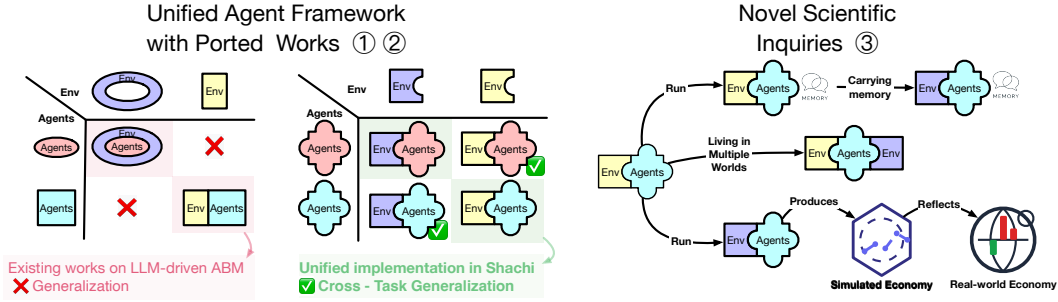 Unified Agent Framework
with Ported Works ① ②
Env
Agents
Env
Env
Agents
Env
Agents
Agents
Env Agents
Existing works on LLM-driven ABM
❌ Generalization
Env
Agents
Env
Env
Agents
Env Agents
Env Agents
Agents
Env Agents
Env Agents
Unified implementation in Shachi
✅ Cross - Task Generalization
Novel Scientific
Inquiries ③
Env Agents
Run
Env Agents
MEMORY
Carrying
memory
Env Agents
MEMORY
Living in
Multiple
Worlds
Env Agents Env
Run
Env Agents
Produces
Simulated Economy
Reflects
Real-world Economy